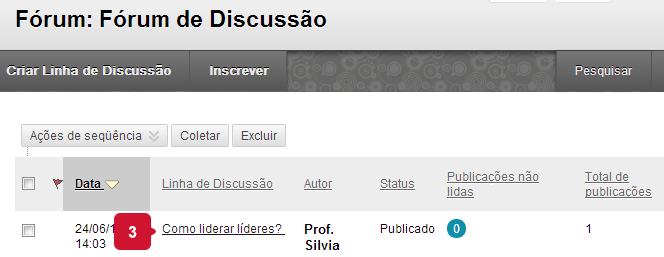 Fórum: Fórum de Discussão
Criar Linha de Discussão Inscrever Pesquisar
Ações de seqüência Coletar Excluir
Data Linha de Discussão Autor Status Publicações não lidas Total de publicações
24/06/1
14:03
3
Como liderar líderes?
Prof.
Silvia
Publicado
0
1